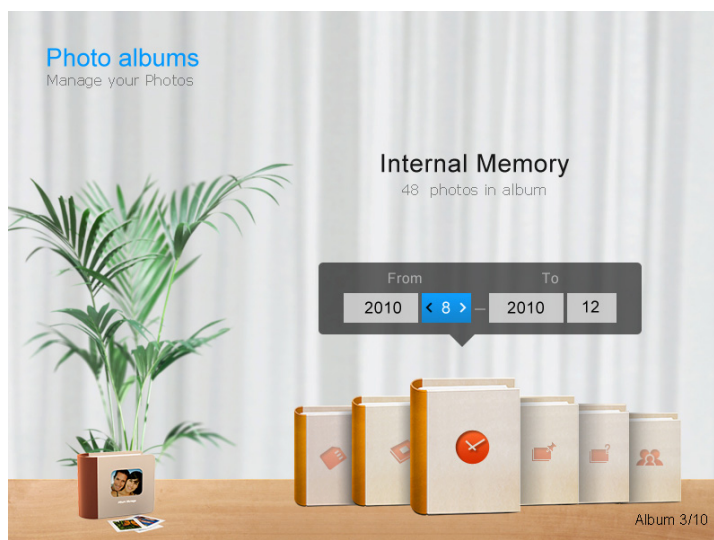 Photo albums
Manage your Photos
Internal Memory
48 photos in album
From To
2010 < 8 > – 2010 12
Album 3/10